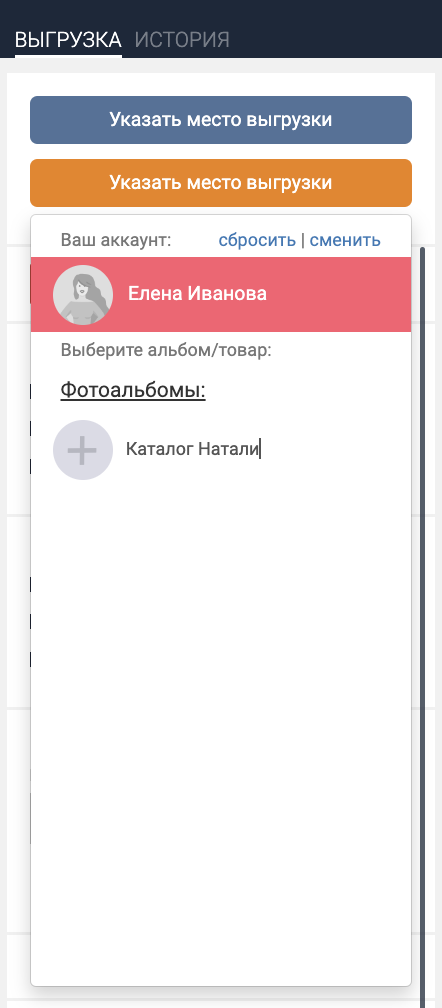 ВЫГРУЗКА ИСТОРИЯ
Указать место выгрузки
Указать место выгрузки
Ваш аккаунт: сбросить | сменить
Елена Иванова
Выберите альбом/товар:
Фотоальбомы:
Каталог Натали